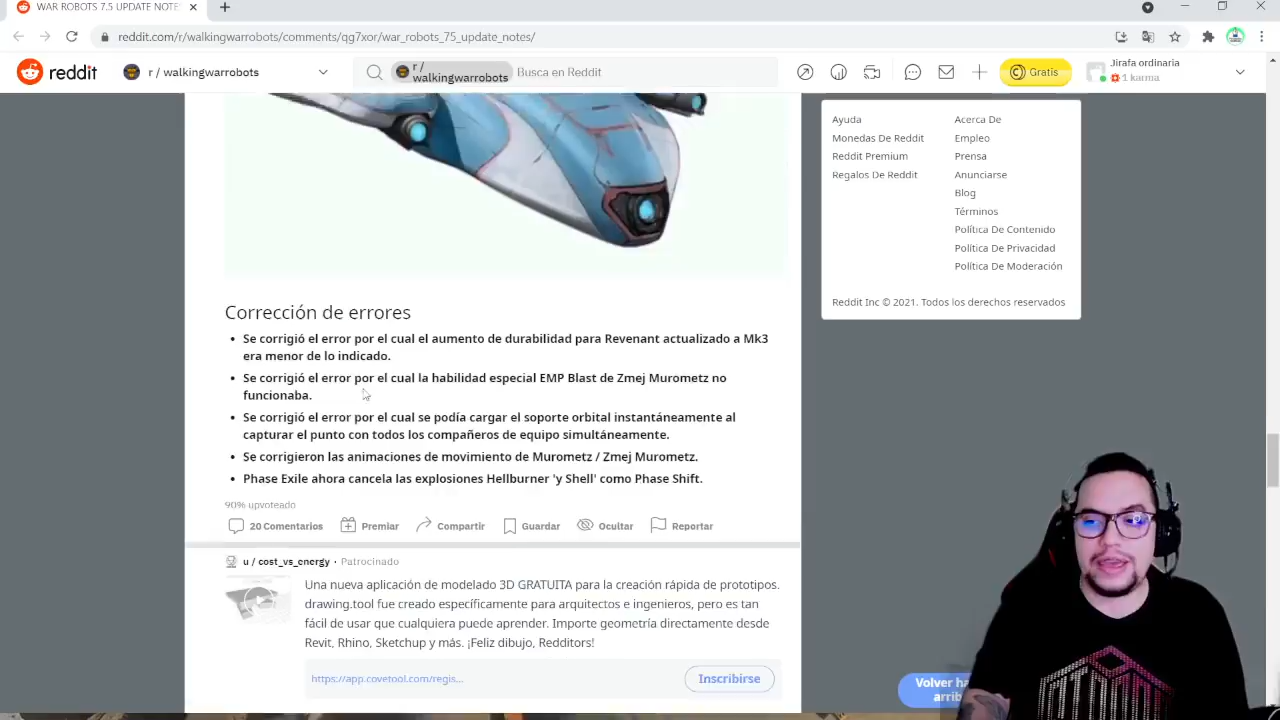 WAR ROBOTS 7.5 UPDATE NOTE
reddit.com/r/walkingwarrobots/comments/qg7xor/war_robots_75_update_notes/
reddit
r / walkingwarrobots
r /
walkingwarrobots
Busca en Reddit
Gratis
Jirafa ordinaria
1 karma
Ayuda
Acerca De
Monedas De Reddit
Empleo
Reddit Premium
Prensa
Regalos De Reddit
Anunciarse
Blog
Términos
Política De Contenido
Política De Privacidad
Política De Moderación
Reddit Inc © 2021. Todos los derechos reservados
Corrección de errores
• Se corrigió el error por el cual el aumento de durabilidad para Revenant actualizado a Mk3
era menor de lo indicado.
• Se corrigió el error por el cual la habilidad especial EMP Blast de Zmej Murometz no
funcionaba.
• Se corrigió el error por el cual se podía cargar el soporte orbital instantáneamente al
capturar el punto con todos los compañeros de equipo simultáneamente.
• Se corrigieron las animaciones de movimiento de Murometz / Zmej Murometz.
• Phase Exile ahora cancela las explosiones Hellburner 'y Shell' como Phase Shift.
90% upvoteado
20 Comentarios Premiar Compartir Guardar Ocultar Reportar
u / cost_vs_energy · Patrocinado
Una nueva aplicación de modelado 3D GRATUITA para la creación rápida de prototipos.
drawing.tool fue creado específicamente para arquitectos e ingenieros, pero es tan
fácil de usar que cualquiera puede aprender. Importe geometría directamente desde
Revit, Rhino, Sketchup y más. ¡Feliz dibujo, Redditors!
https://app.covetool.com/regis...
Inscribirse
Volver ha
arrib